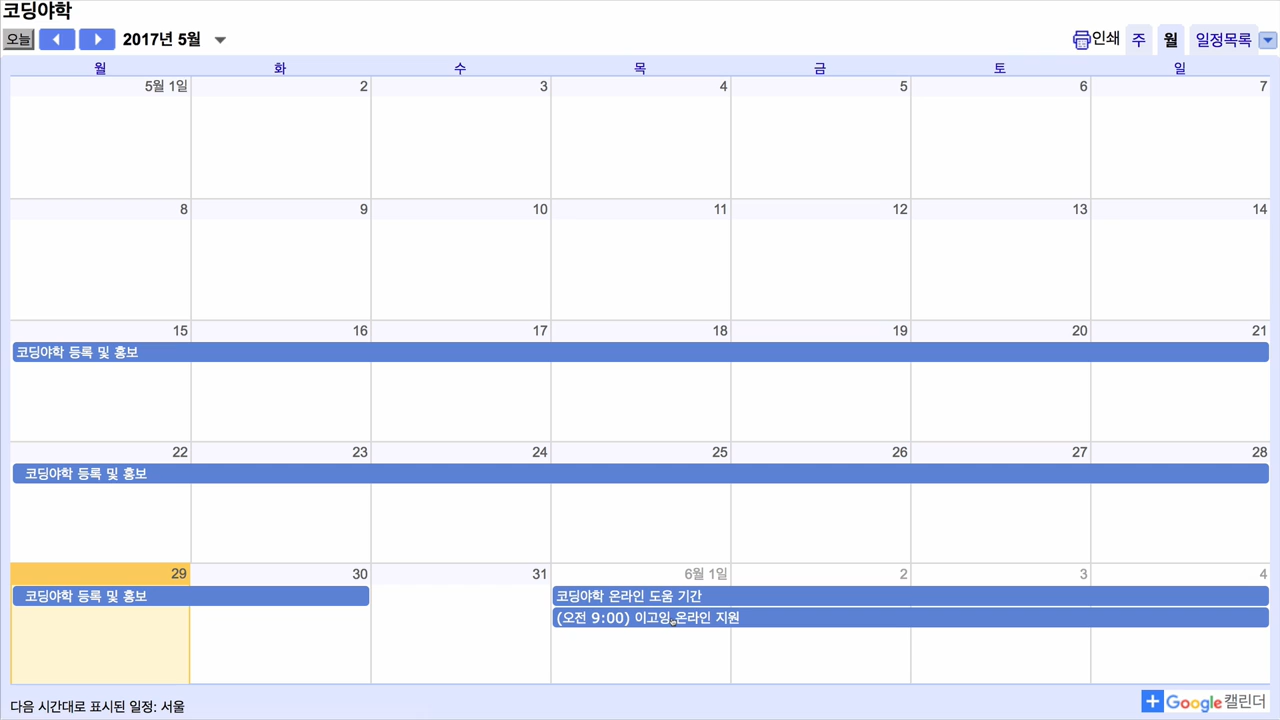 코딩야학
오늘 2017년 5월 인쇄 주 월 일정목록
월 화 수 목 금 토 일
5월 1일 2 3 4 5 6 7
8 9 10 11 12 13 14
15 16 17 18 19 20 21
코딩야학 등록 및 홍보
22 23 24 25 26 27 28
코딩야학 등록 및 홍보
29 30 31 6월 1일 2 3 4
코딩야학 등록 및 홍보 코딩야학 온라인 도움 기간
(오전 9:00) 이고잉 온라인 지원
다음 시간대로 표시된 일정: 서울 Google 캘린더